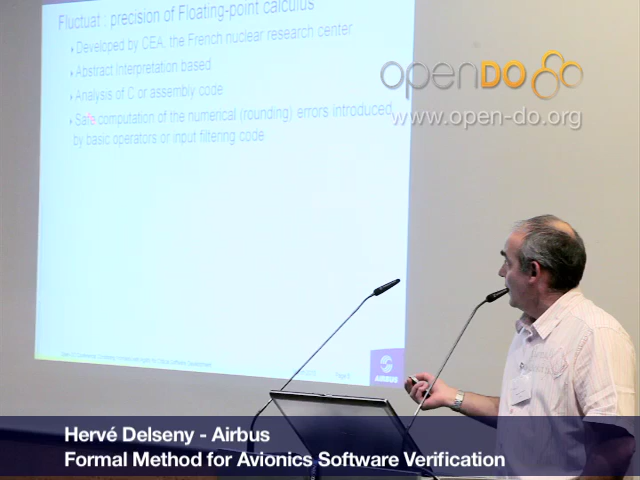 Fluctuat : precision of Floating-point calculus
Developed by CEA, the French nuclear research center
Abstract Interpretation based
Analysis of C or assembly code
Safe computation of the numerical (rounding) errors introduced
by basic operators or input filtering code
openDO
www.open-do.org
AIRBUS
Hervé Delseny - Airbus
Formal Method for Avionics Software Verification